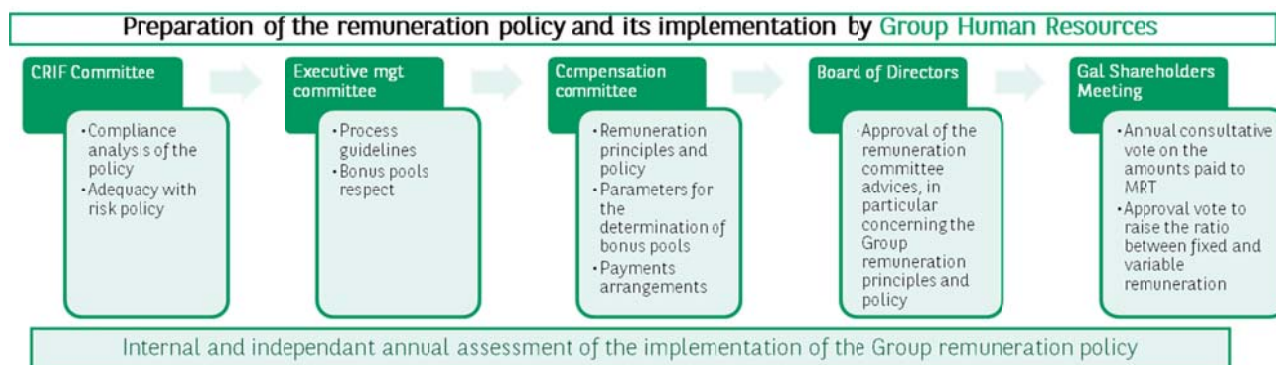 Preparation of the remuneration policy and its implementation by Group Human Resources
CRIF Committee
•Compliance
analysis of the
policy
•Adequacy with
risk policy
Executive mgt
committee
•Process
guidelines
•Bonus pools
respect
Compensation
committee
•Remuneration
principles and
policy
•Parameters for
the
determination of
bonus pools
•Payments
arrangements
Board of Directors
•Approval of the
remuneration
committee
advices, in
particular
concerning the
Group
remuneration
principles and
policy
Gal Shareholders
Meeting
•Annual consultative
vote on the
amounts paid to
MRT
•Approval vote to
raise the ratio
between fixed and
variable
remuneration
Internal and independant annual assessment of the implementation of the Group remuneration policy